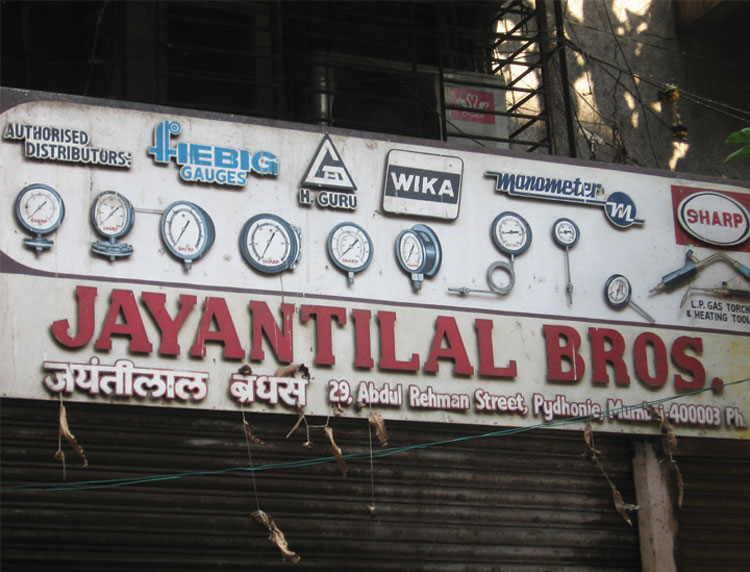 AUTHORISED
DISTRIBUTORS:
FIEBIG
GAUGES
H. GURU
WIKA
Manometer
m
SHARP
L.P. GAS TORCH
& HEATING TOOL
JAYANTILAL BROS.
जयंतीलाल ब्रधर्स 29, Abdul Rehman Street, Pydhonie, Mumbai-400003 Ph